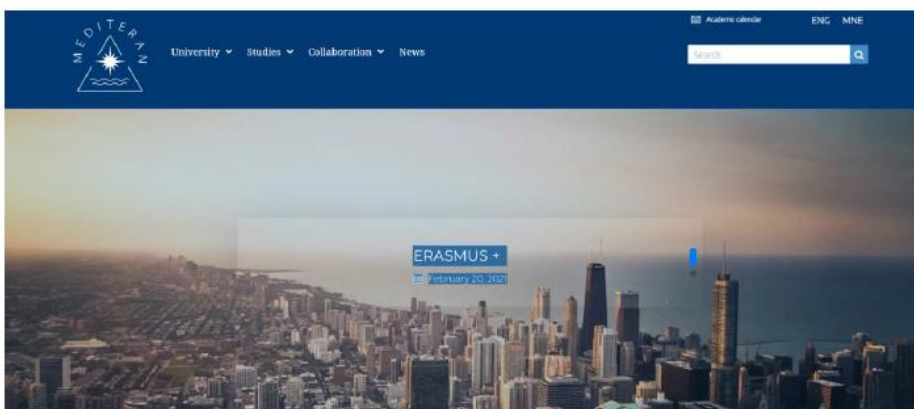 MEDITERAN
Academic calendar
ENG MNE
University Studies Collaboration News
Search
ERASMUS +
February 20, 2021